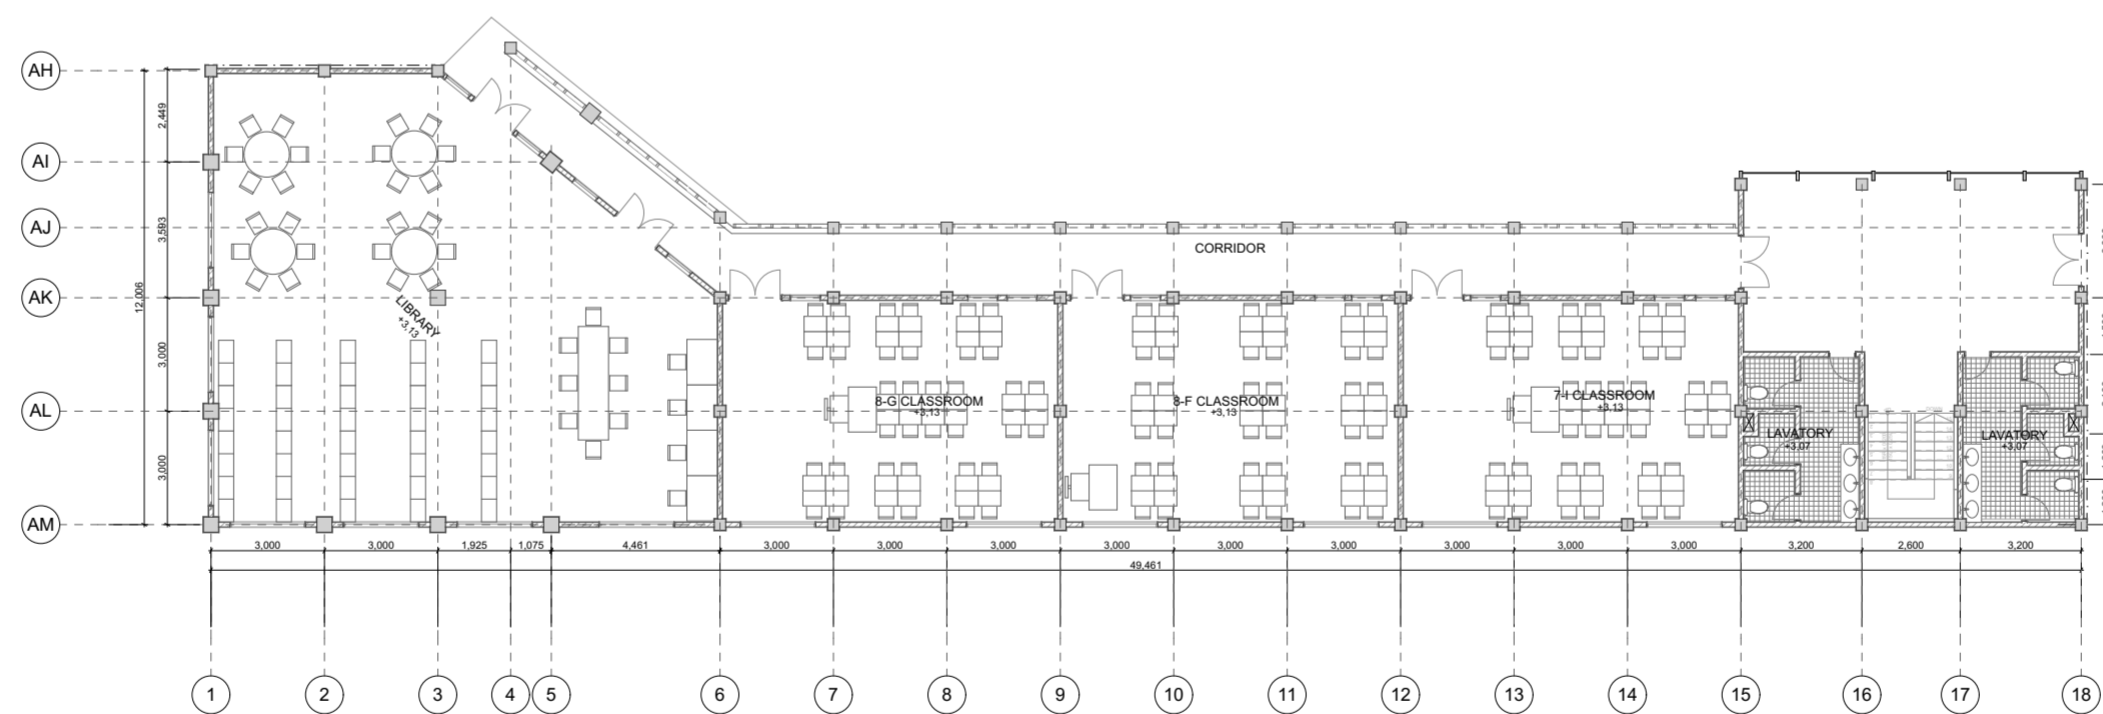 AH
2,449
AI
AJ
3,593
CORRIDOR
12,006
AK
LIBRARY
+3,13
3,000
AL
8-G CLASSROOM
+3,13
8-F CLASSROOM
+3,13
7-I CLASSROOM
+3,13
LAVATORY
+3,07
LAVATORY
+3,07
3,000
AM
3,000 3,000 1,925 1,075 4,461 3,000 3,000 3,000 3,000 3,000 3,000 3,000 3,000 3,000 3,200 2,600 3,200
49,461
1 2 3 4 5 6 7 8 9 10 11 12 13 14 15 16 17 18